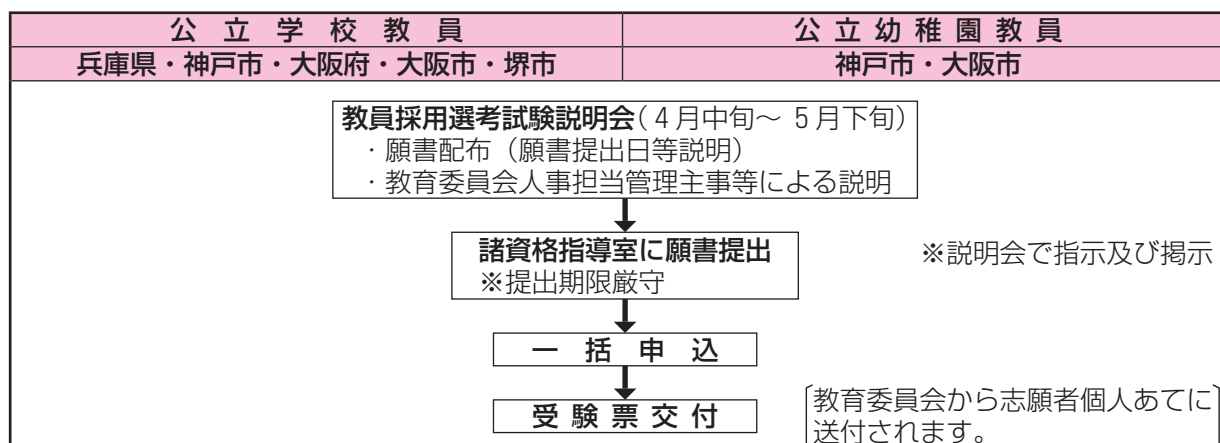 公立学校教員
公立幼稚園教員
兵庫県・神戸市・大阪府・大阪市・堺市
神戸市・大阪市
教員採用選考試験説明会(4月中旬～5月下旬)
・願書配布(願書提出日等説明)
・教育委員会人事担当管理主事等による説明
諸資格指導室に願書提出
※説明会で指示及び掲示
※提出期限厳守
一括申込
受験票交付
教育委員会から志願者個人あてに
送付されます。